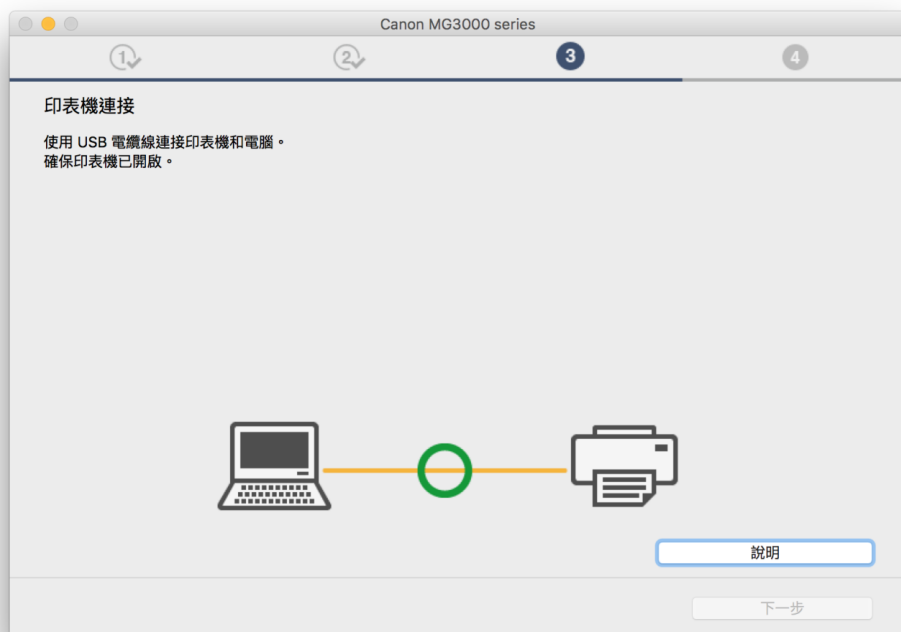 Canon MG3000 series
1
2
3
4
印表機連接
使用 USB 電纜線連接印表機和電腦。
確保印表機已開啟。
說明
下一步